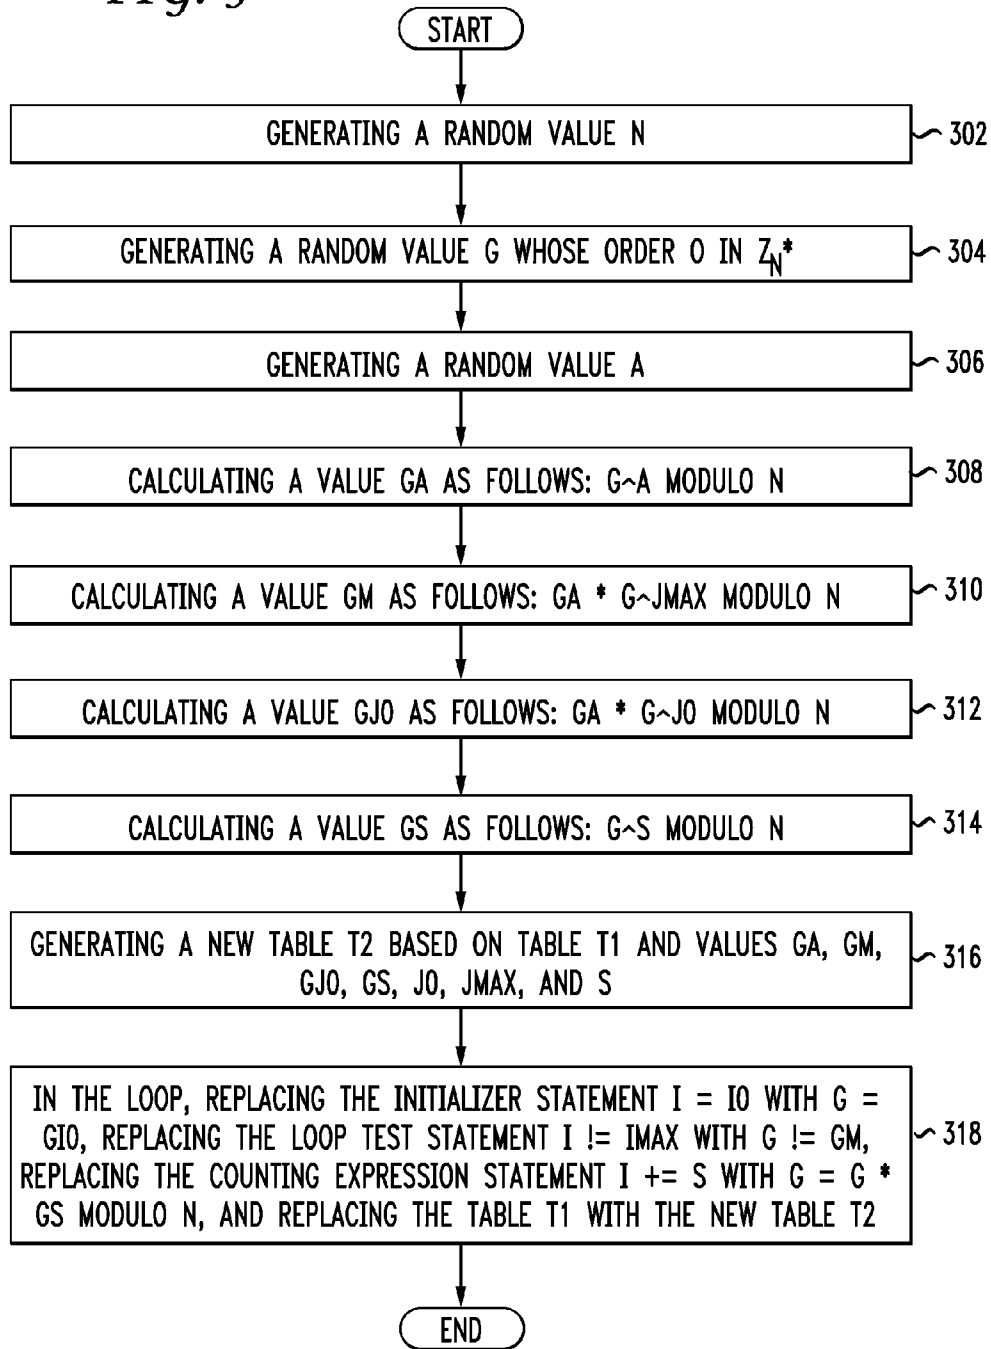 Fig. 3
START
GENERATING A RANDOM VALUE N
302
GENERATING A RANDOM VALUE G WHOSE ORDER O IN Z_N*
304
GENERATING A RANDOM VALUE A
306
CALCULATING A VALUE GA AS FOLLOWS: G^A MODULO N
308
CALCULATING A VALUE GM AS FOLLOWS: GA * G^JMAX MODULO N
310
CALCULATING A VALUE GJ0 AS FOLLOWS: GA * G^J0 MODULO N
312
CALCULATING A VALUE GS AS FOLLOWS: G^S MODULO N
314
GENERATING A NEW TABLE T2 BASED ON TABLE T1 AND VALUES GA, GM,
GJ0, GS, J0, JMAX, AND S
316
IN THE LOOP, REPLACING THE INITIALIZER STATEMENT I = I0 WITH G =
GI0, REPLACING THE LOOP TEST STATEMENT I != IMAX WITH G != GM,
REPLACING THE COUNTING EXPRESSION STATEMENT I += S WITH G = G *
GS MODULO N, AND REPLACING THE TABLE T1 WITH THE NEW TABLE T2
318
END